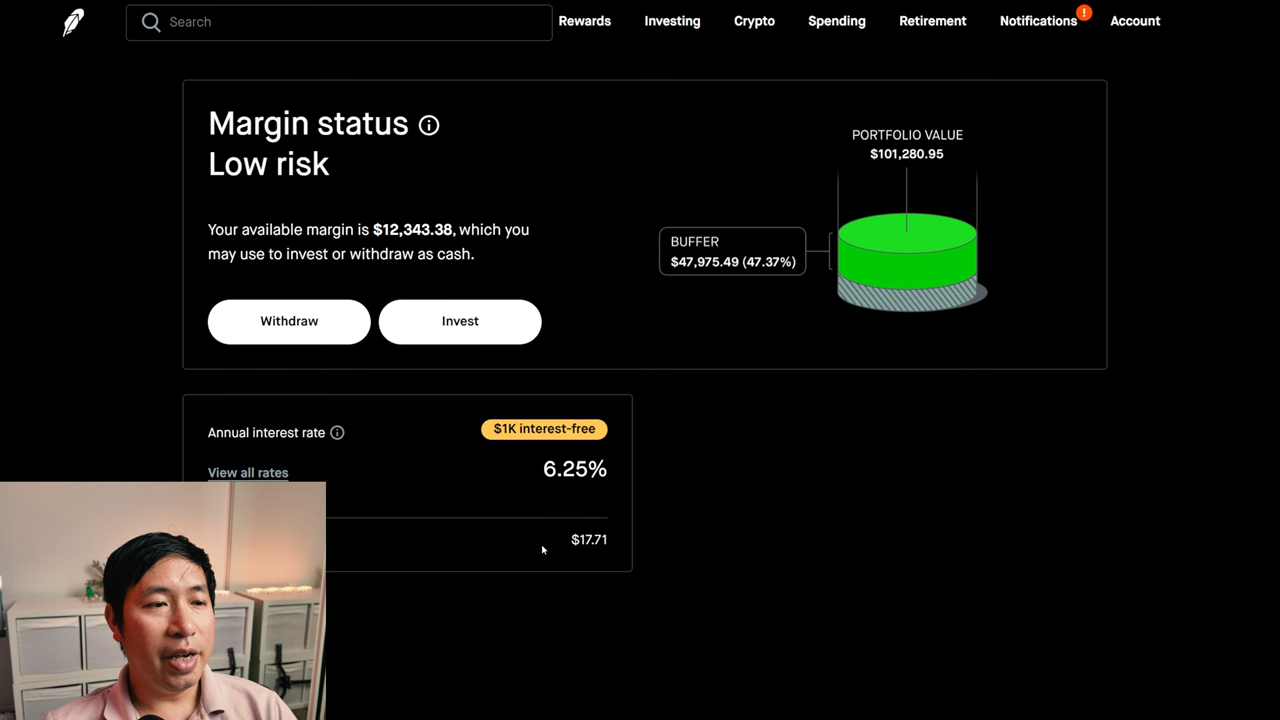 Search
Rewards
Investing
Crypto
Spending
Retirement
Notifications
!
Account
Margin status
Low risk
Your available margin is $12,343.38, which you
may use to invest or withdraw as cash.
Withdraw
Invest
PORTFOLIO VALUE
$101,280.95
BUFFER
$47,975.49 (47.37%)
Annual interest rate
$1K interest-free
View all rates
6.25%
$17.71